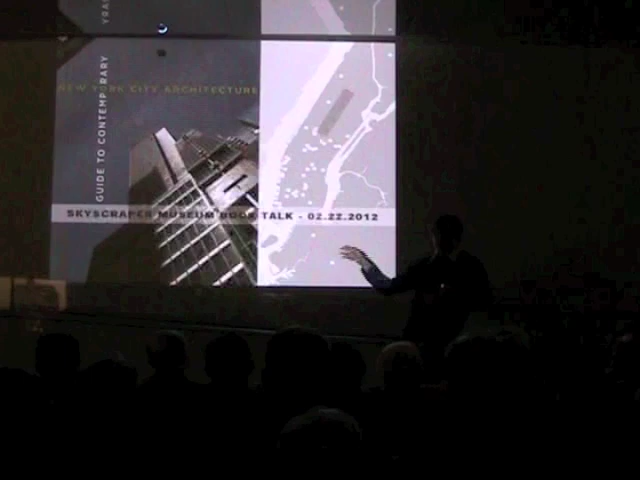 NEW YORK CITY ARCHITECTURE
GUIDE TO CONTEMPORARY
SKYSCRAPER MUSEUM BOOK TALK - 02.22.2012